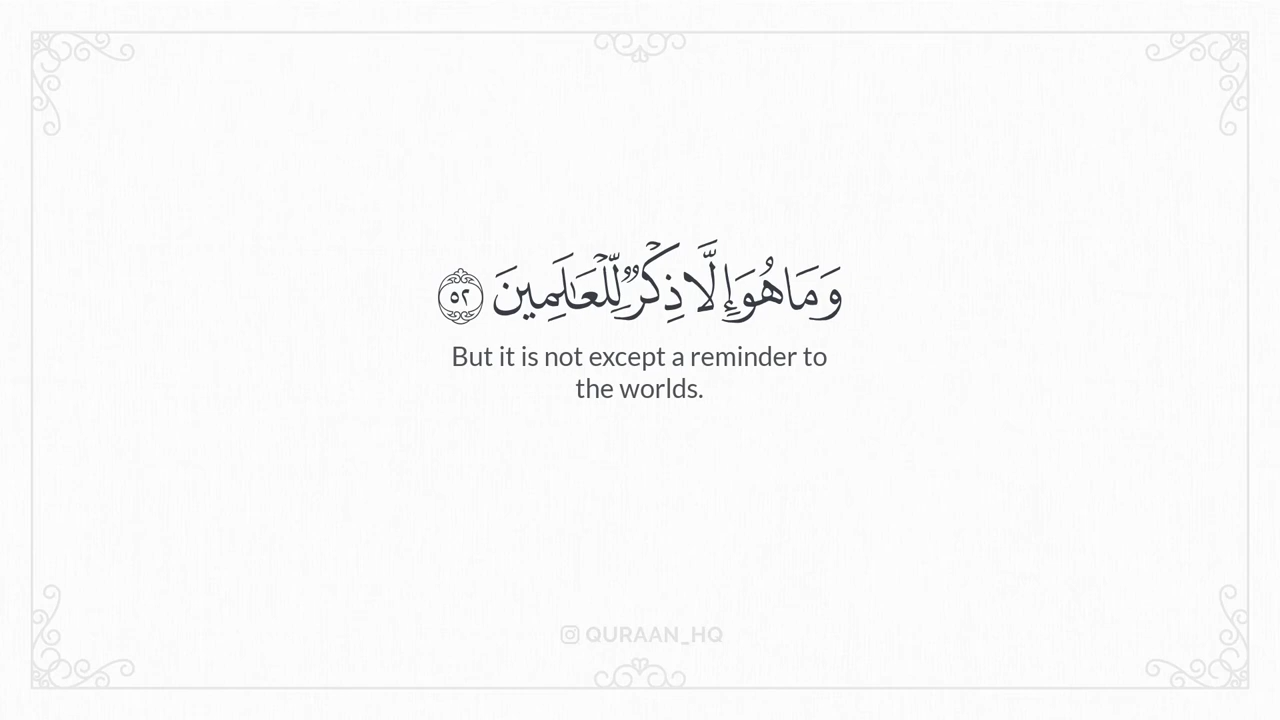 وَمَا هُوَ إِلَّا ذِكْرٌ لِّلْعَالَمِينَ ٥٢
But it is not except a reminder to
the worlds.
QURAAN_HQ